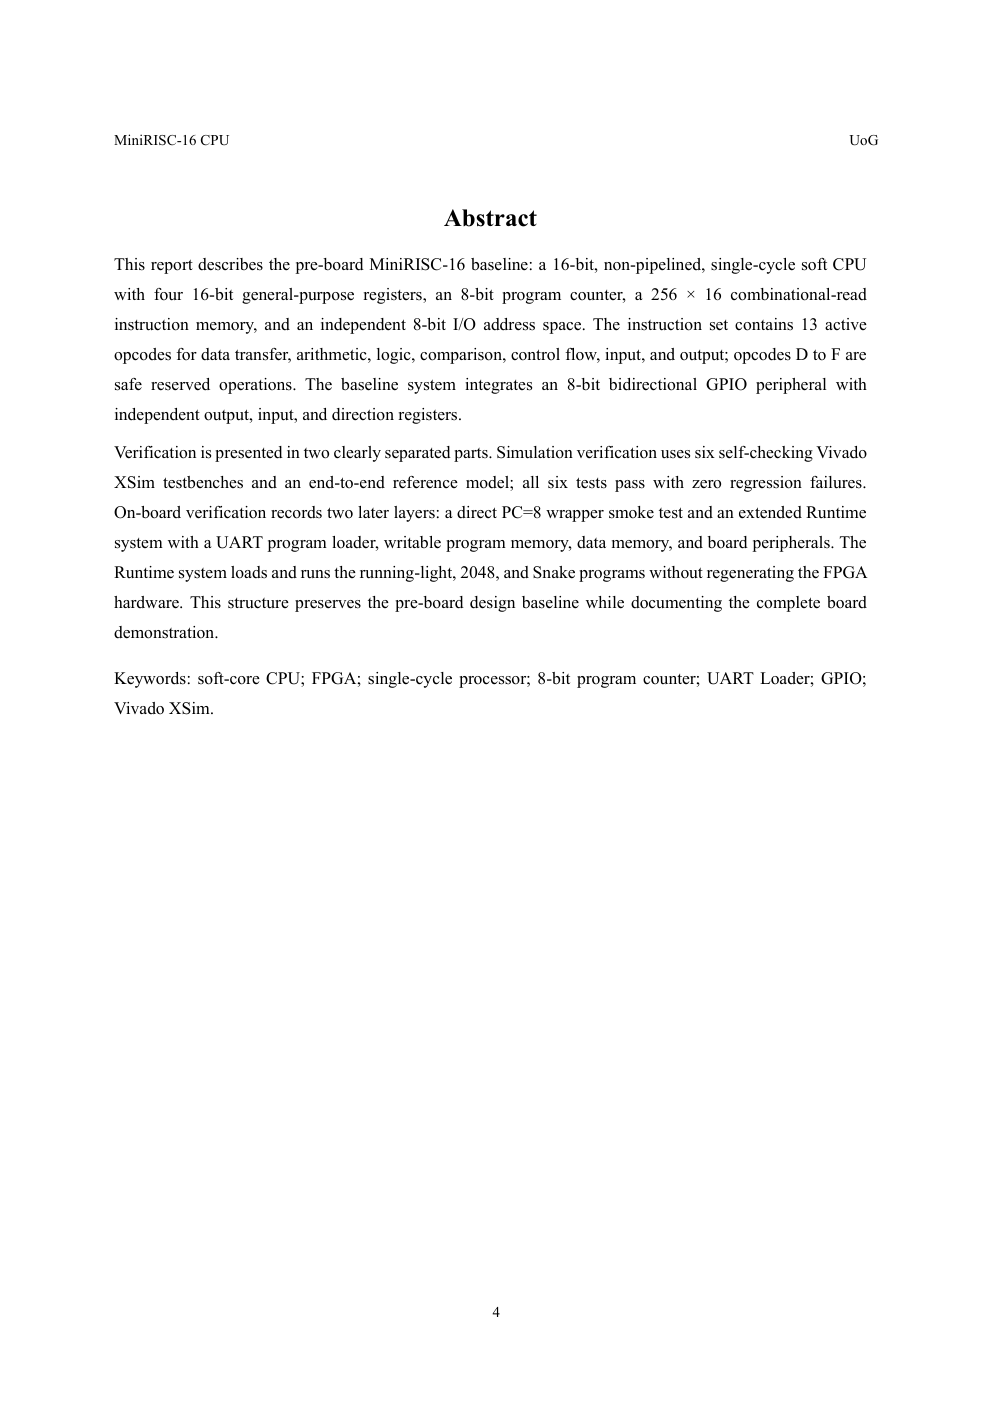 MiniRISC-16 CPU UoG
Abstract
This report describes the pre-board MiniRISC-16 baseline: a 16-bit, non-pipelined, single-cycle soft CPU
with four 16-bit general-purpose registers, an 8-bit program counter, a 256 × 16 combinational-read
instruction memory, and an independent 8-bit I/O address space. The instruction set contains 13 active
opcodes for data transfer, arithmetic, logic, comparison, control flow, input, and output; opcodes D to F are
safe reserved operations. The baseline system integrates an 8-bit bidirectional GPIO peripheral with
independent output, input, and direction registers.
Verification is presented in two clearly separated parts. Simulation verification uses six self-checking Vivado
XSim testbenches and an end-to-end reference model; all six tests pass with zero regression failures.
On-board verification records two later layers: a direct PC=8 wrapper smoke test and an extended Runtime
system with a UART program loader, writable program memory, data memory, and board peripherals. The
Runtime system loads and runs the running-light, 2048, and Snake programs without regenerating the FPGA
hardware. This structure preserves the pre-board design baseline while documenting the complete board
demonstration.
Keywords: soft-core CPU; FPGA; single-cycle processor; 8-bit program counter; UART Loader; GPIO;
Vivado XSim.
4